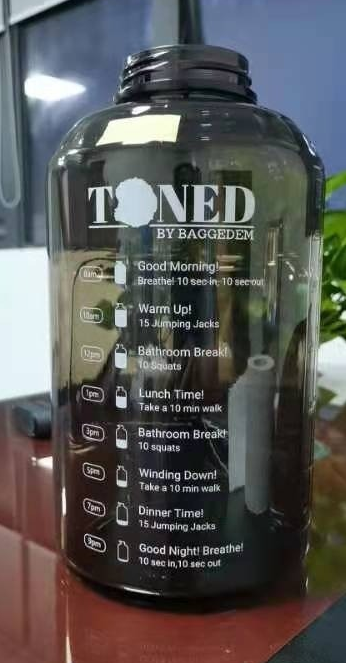 TONED
BY BAGGEDEM
8am Good Morning!
Breathe! 10 sec in, 10 sec out
10am Warm Up!
15 Jumping Jacks
12pm Bathroom Break!
10 Squats
1pm Lunch Time!
Take a 10 min walk
3pm Bathroom Break!
10 squats
5pm Winding Down!
Take a 10 min walk
7pm Dinner Time!
15 Jumping Jacks
9pm Good Night! Breathe!
10 sec in,10 sec out